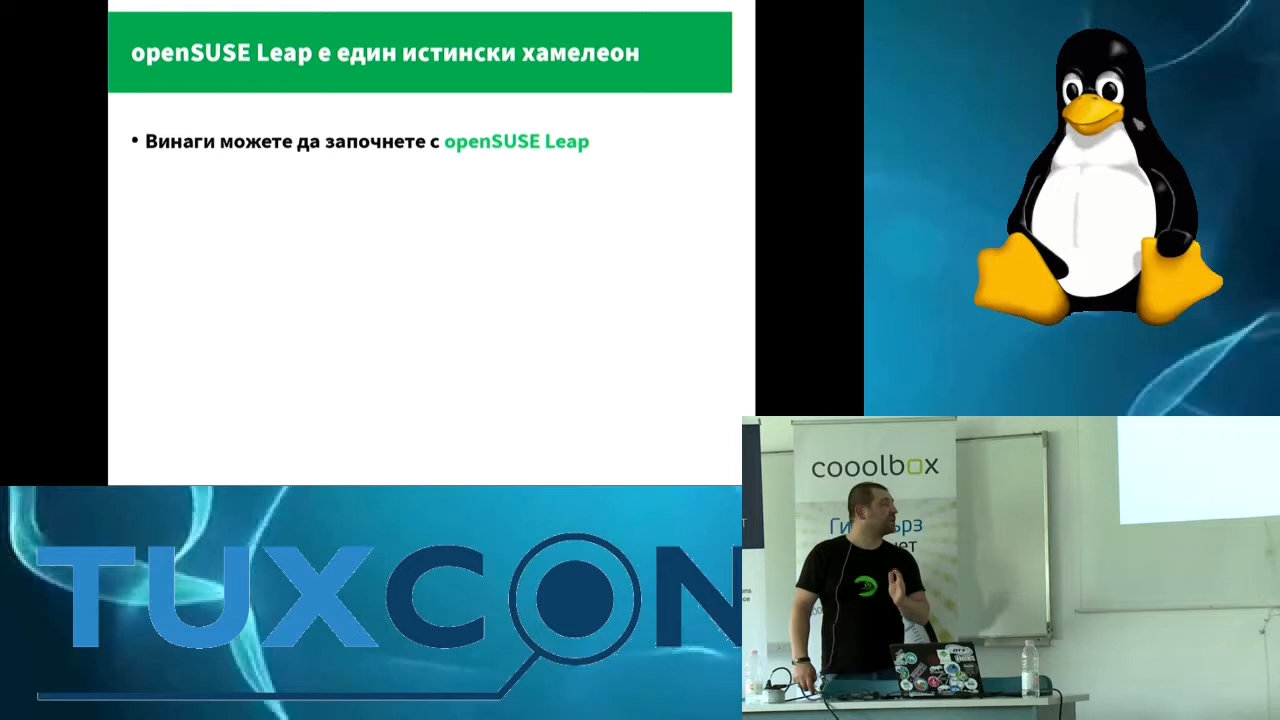 openSUSE Leap е един истински хамелеон
• Винаги можете да започнете с openSUSE Leap
TUXCON
cooolbox